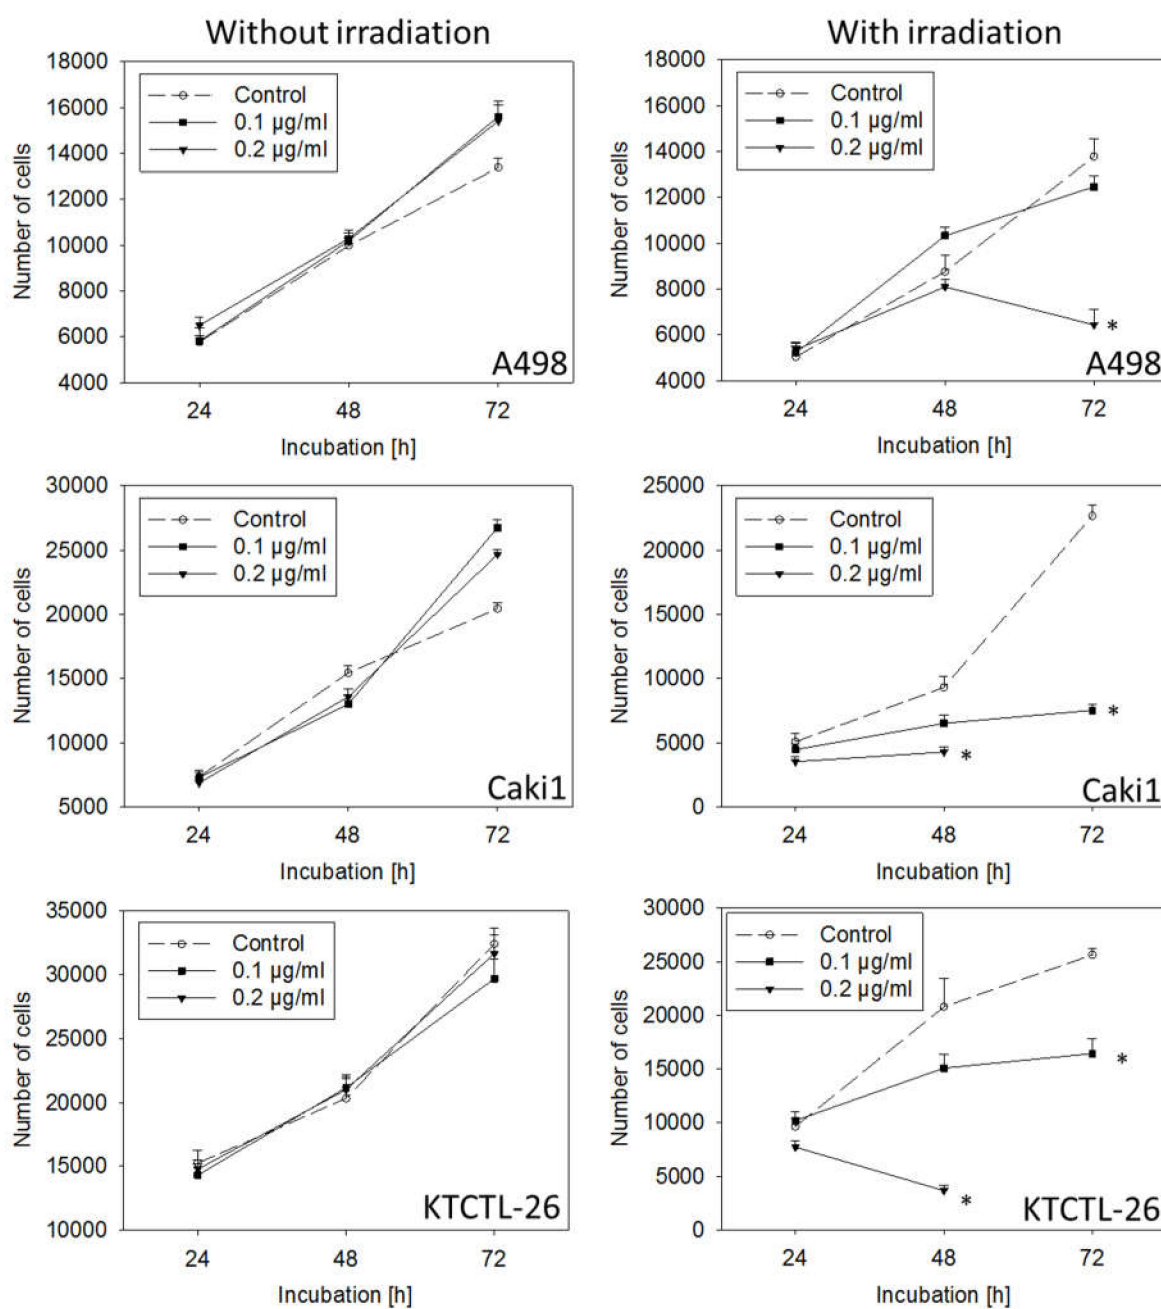 Without irradiation
18000
16000
14000
12000
10000
8000
6000
4000
Number of cells
Control
0.1 µg/ml
0.2 µg/ml
A498
24 48 72
Incubation [h]
With irradiation
18000
16000
14000
12000
10000
8000
6000
4000
Number of cells
Control
0.1 µg/ml
0.2 µg/ml
*
A498
24 48 72
Incubation [h]
30000
25000
20000
15000
10000
5000
Number of cells
Control
0.1 µg/ml
0.2 µg/ml
Caki1
24 48 72
Incubation [h]
25000
20000
15000
10000
5000
0
Number of cells
Control
0.1 µg/ml
0.2 µg/ml
*
*
Caki1
24 48 72
Incubation [h]
35000
30000
25000
20000
15000
10000
Number of cells
Control
0.1 µg/ml
0.2 µg/ml
KTCTL-26
24 48 72
Incubation [h]
30000
25000
20000
15000
10000
5000
0
Number of cells
Control
0.1 µg/ml
0.2 µg/ml
*
*
KTCTL-26
24 48 72
Incubation [h]